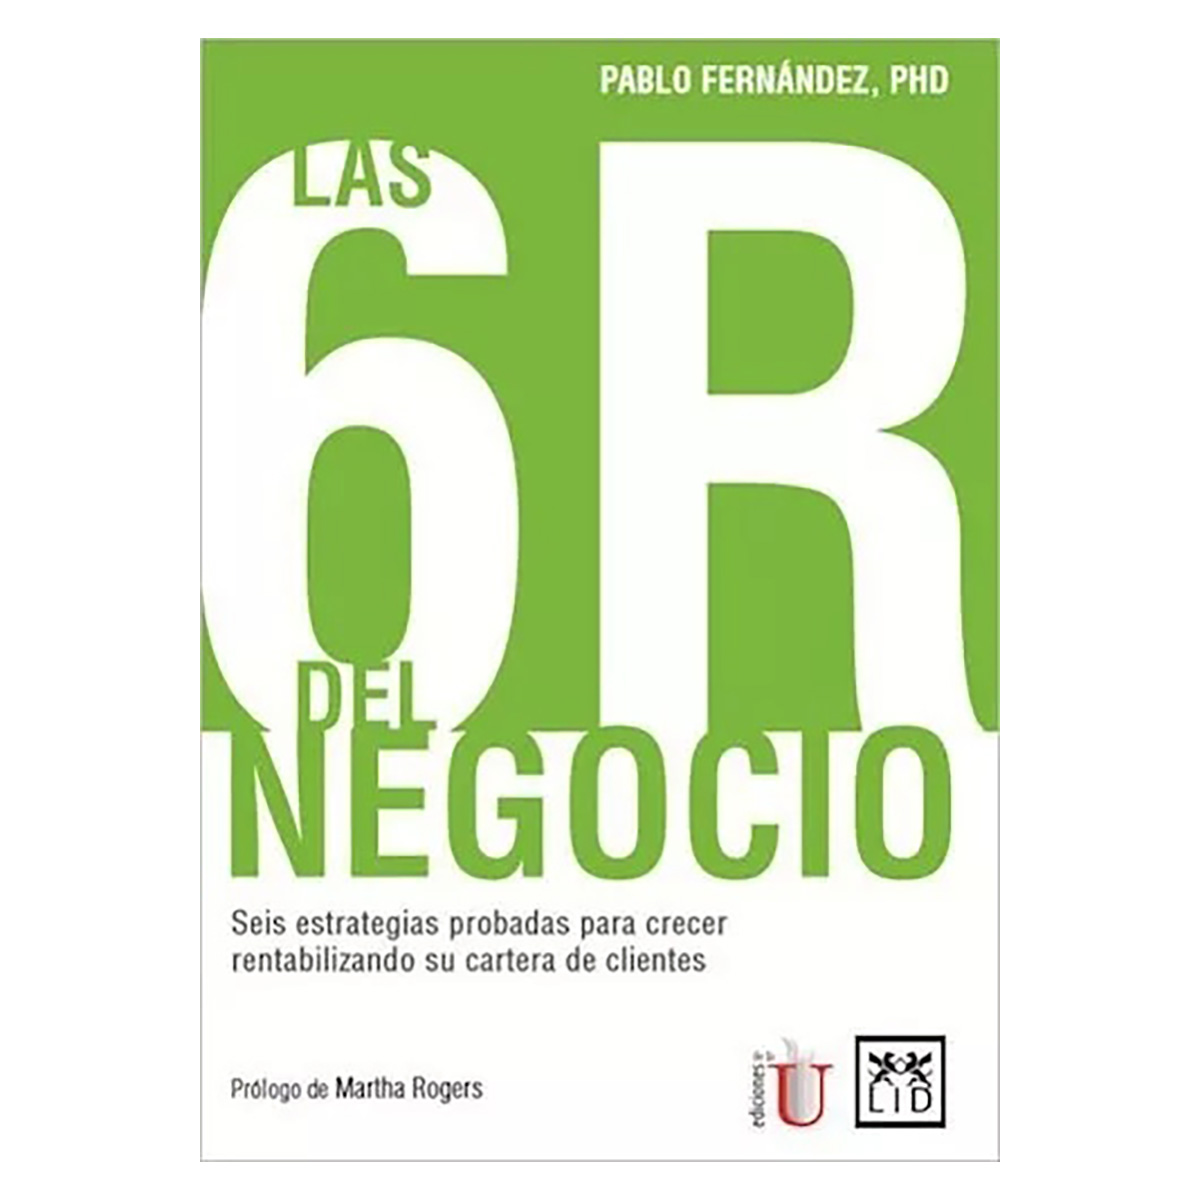 PABLO FERNÁNDEZ, PHD
LAS
6R
DEL
NEGOCIO
Seis estrategias probadas para crecer
rentabilizando su cartera de clientes
Prólogo de Martha Rogers
ediciones
U
LID